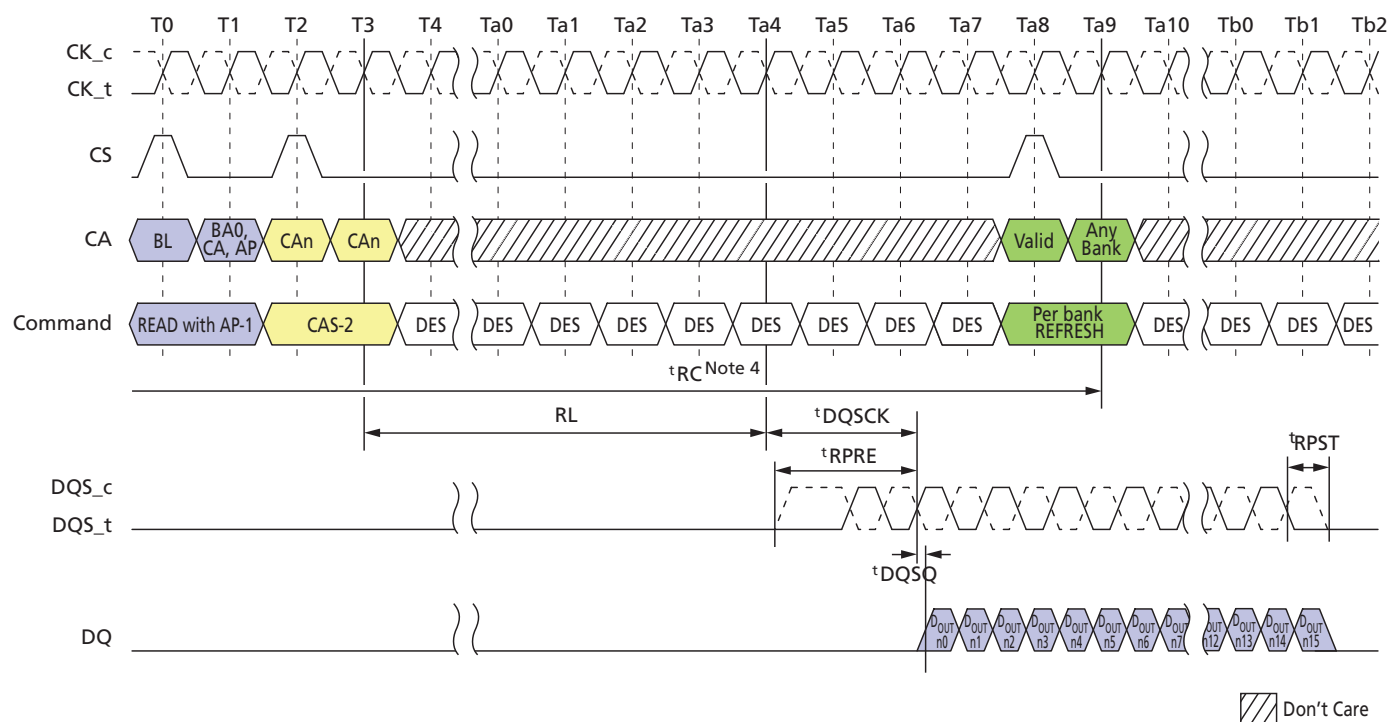 T0 T1 T2 T3 T4 Ta0 Ta1 Ta2 Ta3 Ta4 Ta5 Ta6 Ta7 Ta8 Ta9 Ta10 Tb0 Tb1 Tb2
CK_c
CK_t
CS
CA BL BA0, CA, AP CAn CAn Valid Any Bank
Command READ with AP-1 CAS-2 DES DES DES DES DES DES DES DES DES Per bank REFRESH DES DES DES DES
tRC Note 4
RL tDQSCK
tRPRE tRPST
DQS_c
DQS_t
tDQSQ
DQ DOUT n0 DOUT n1 DOUT n2 DOUT n3 DOUT n4 DOUT n5 DOUT n6 DOUT n7 DOUT n12 DOUT n13 DOUT n14 DOUT n15
Don't Care